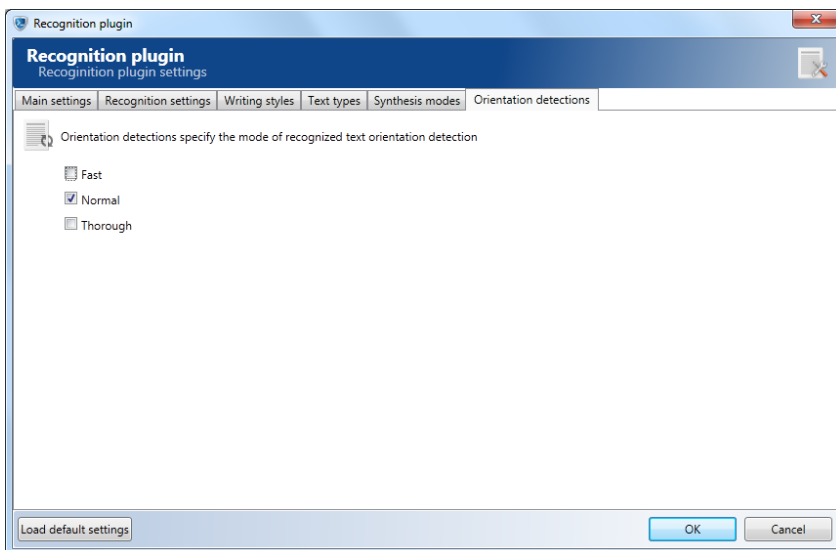 Recognition plugin
Recognition plugin
Recoginition plugin settings
Main settings Recognition settings Writing styles Text types Synthesis modes Orientation detections
Orientation detections specify the mode of recognized text orientation detection
Fast
Normal
Thorough
Load default settings OK Cancel